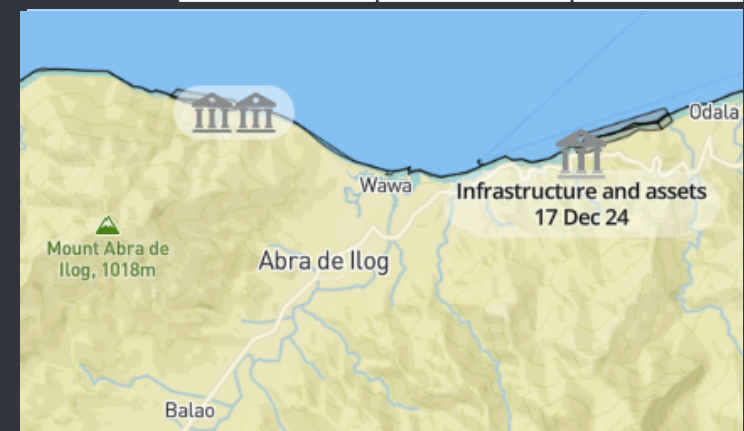 Odala
Wawa
Infrastructure and assets
17 Dec 24
Mount Abra de
Ilog, 1018m
Abra de Ilog
Balao